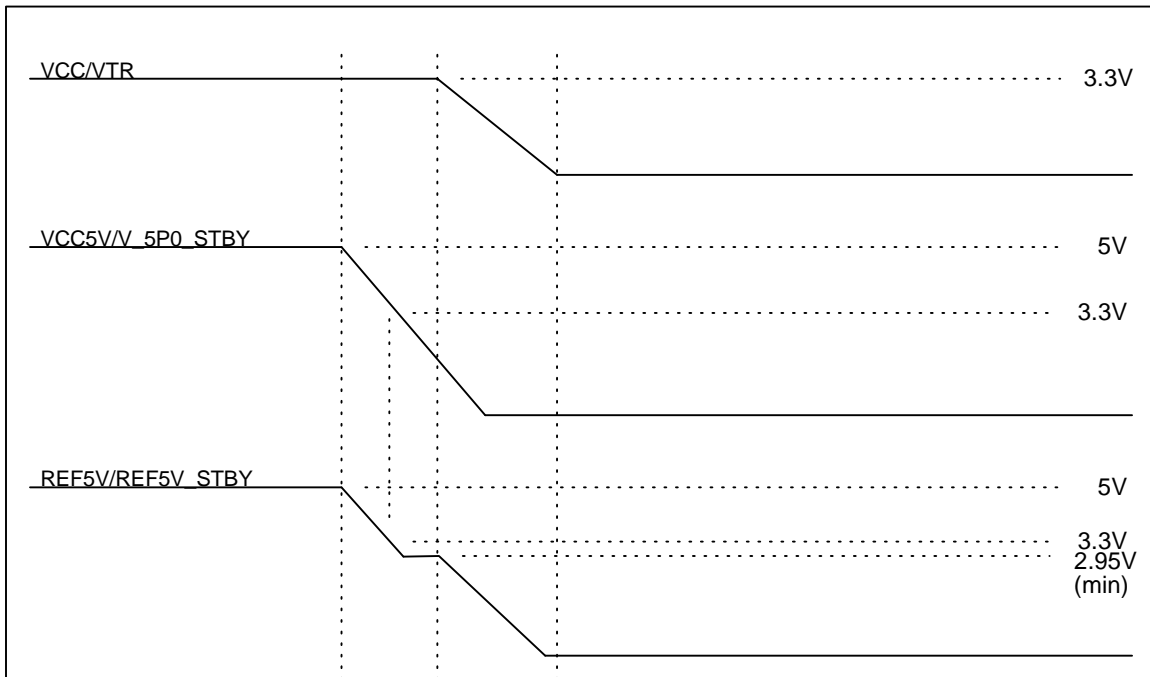 VCC/VTR
3.3V
VCC5V/V_5P0_STBY
5V
3.3V
REF5V/REF5V_STBY
5V
3.3V
2.95V
(min)